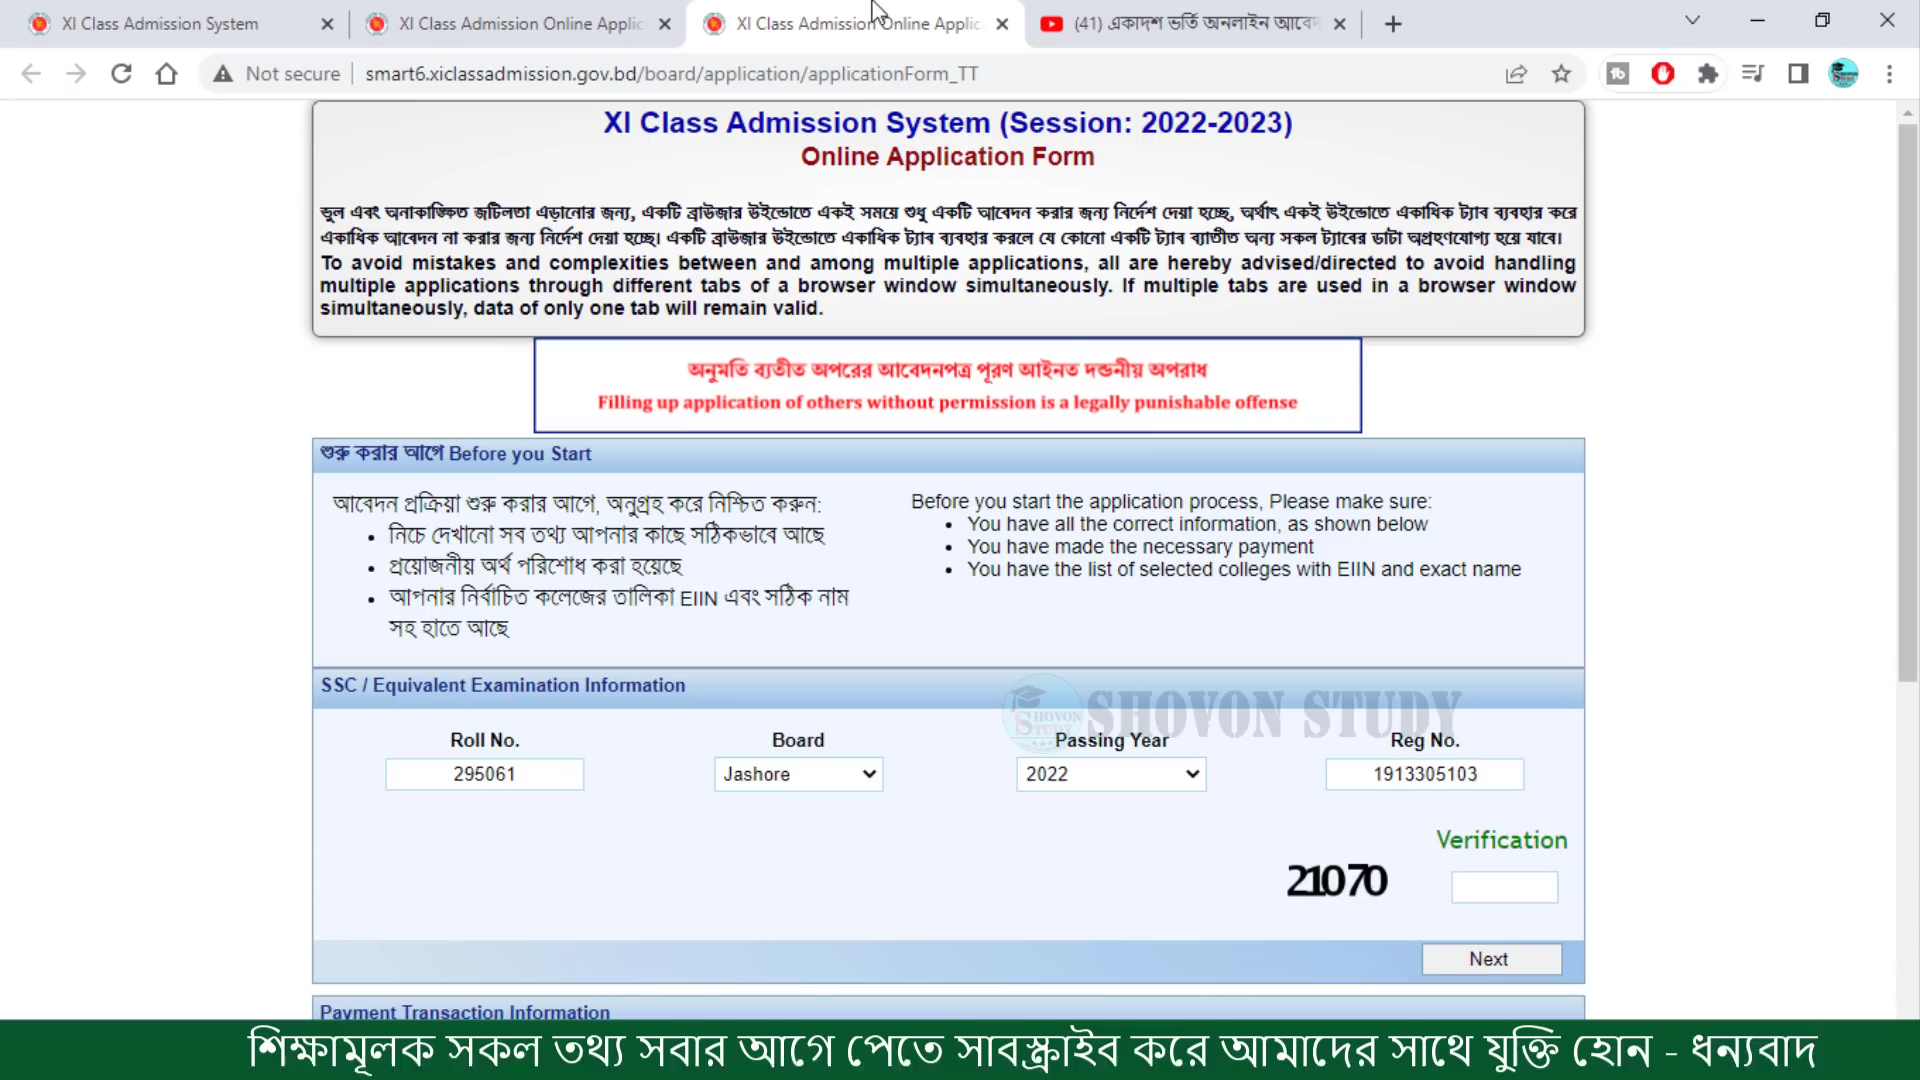 XI Class Admission System
XI Class Admission Online Applic
XI Class Admission Online Applic
(41) একাদশ ভর্তি অনলাইন আবেদ
Not secure
smart6.xiclassadmission.gov.bd/board/application/applicationForm_TT
XI Class Admission System (Session: 2022-2023)
Online Application Form
ভুল এবং অনাকাঙ্ক্ষিত জটিলতা এড়ানোর জন্য, একটি ব্রাউজার উইন্ডোতে একই সময়ে শুধু একটি আবেদন করার জন্য নির্দেশ দেয়া হচ্ছে, অর্থাৎ একই উইন্ডোতে একাধিক ট্যাব ব্যবহার করে
একাধিক আবেদন না করার জন্য নির্দেশ দেয়া হচ্ছে। একটি ব্রাউজার উইন্ডোতে একাধিক ট্যাব ব্যবহার করলে যে কোনো একটি ট্যাব ব্যাতীত অন্য সকল ট্যাবের ডাটা অগ্রহণযোগ্য হয়ে যাবে।
To avoid mistakes and complexities between and among multiple applications, all are hereby advised/directed to avoid handling
multiple applications through different tabs of a browser window simultaneously. If multiple tabs are used in a browser window
simultaneously, data of only one tab will remain valid.
অনুমতি ব্যতীত অপরের আবেদনপত্র পূরণ আইনত দন্ডনীয় অপরাধ
Filling up application of others without permission is a legally punishable offense
শুরু করার আগে Before you Start
আবেদন প্রক্রিয়া শুরু করার আগে, অনুগ্রহ করে নিশ্চিত করুন:
• নিচে দেখানো সব তথ্য আপনার কাছে সঠিকভাবে আছে
• প্রয়োজনীয় অর্থ পরিশোধ করা হয়েছে
• আপনার নির্বাচিত কলেজের তালিকা EIIN এবং সঠিক নাম
সহ হাতে আছে
Before you start the application process, Please make sure:
• You have all the correct information, as shown below
• You have made the necessary payment
• You have the list of selected colleges with EIIN and exact name
SSC / Equivalent Examination Information
SHOVON STUDY
SHOVON STUDY
Roll No. Board Passing Year Reg No.
295061 Jashore 2022 1913305103
Verification
21070
Next
Payment Transaction Information
শিক্ষামূলক সকল তথ্য সবার আগে পেতে সাবস্ক্রাইব করে আমাদের সাথে যুক্তি হোন - ধন্যবাদ